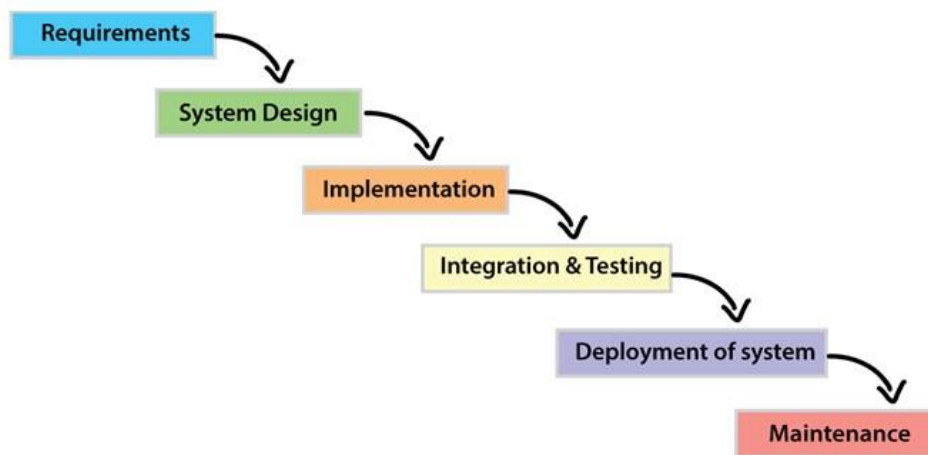 Requirements
System Design
Implementation
Integration & Testing
Deployment of system
Maintenance